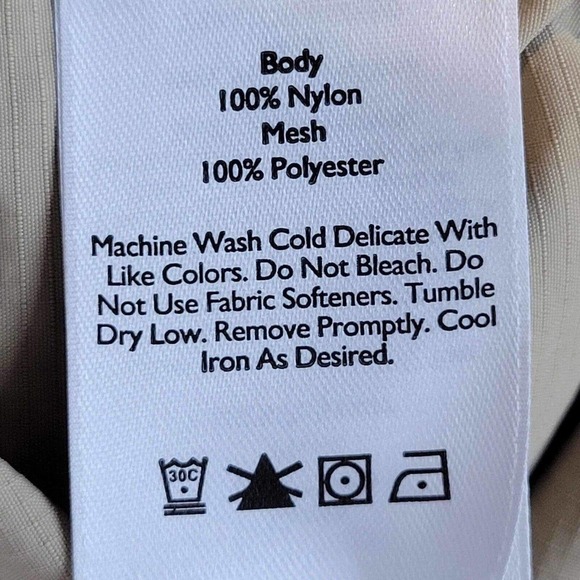 Body
100% Nylon
Mesh
100% Polyester
Machine Wash Cold Delicate With
Like Colors. Do Not Bleach. Do
Not Use Fabric Softeners. Tumble
Dry Low. Remove Promptly. Cool
Iron As Desired.
30C